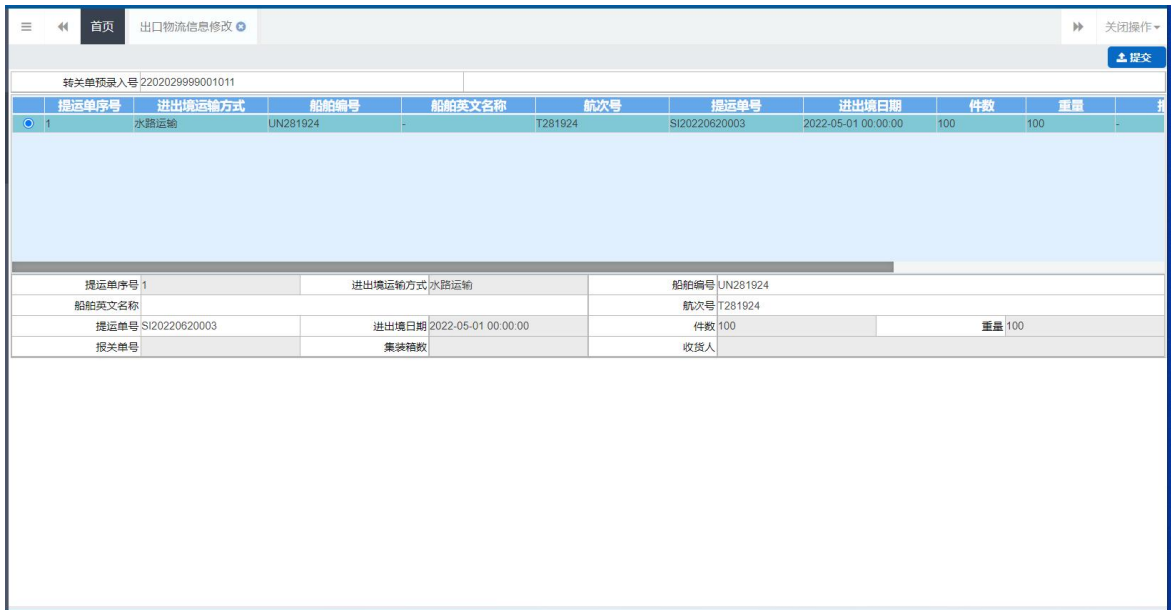 首页 出口物流信息修改 关闭操作
提交
转关单预录入号 2202029999001011
提运单序号 进出境运输方式 船舶编号 船舶英文名称 航次号 提运单号 进出境日期 件数 重量
1 水路运输 UN281924 - T281924 SI20220620003 2022-05-01 00:00:00 100 100 -
提运单序号 1 进出境运输方式 水路运输 船舶编号 UN281924
船舶英文名称 航次号 T281924
提运单号 SI20220620003 进出境日期 2022-05-01 00:00:00 件数 100 重量 100
报关单号 集装箱数 收货人